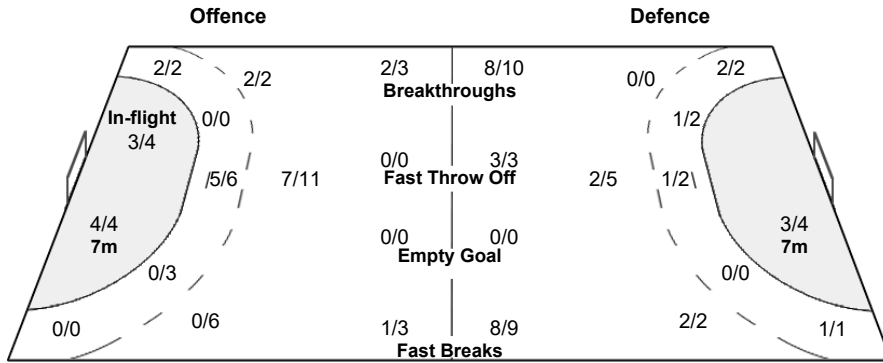 Offence Defence
2/2 2/2 2/3 8/10 0/0 2/2
Breakthroughs
In-flight 0/0 1/2
3/4
0/0 3/3
5/6 7/11 Fast Throw Off 2/5 1/2
4/4 3/4
7m 0/0 0/0 7m
Empty Goal
0/3 0/0
0/0 0/6 1/3 8/9 2/2 1/1
Fast Breaks